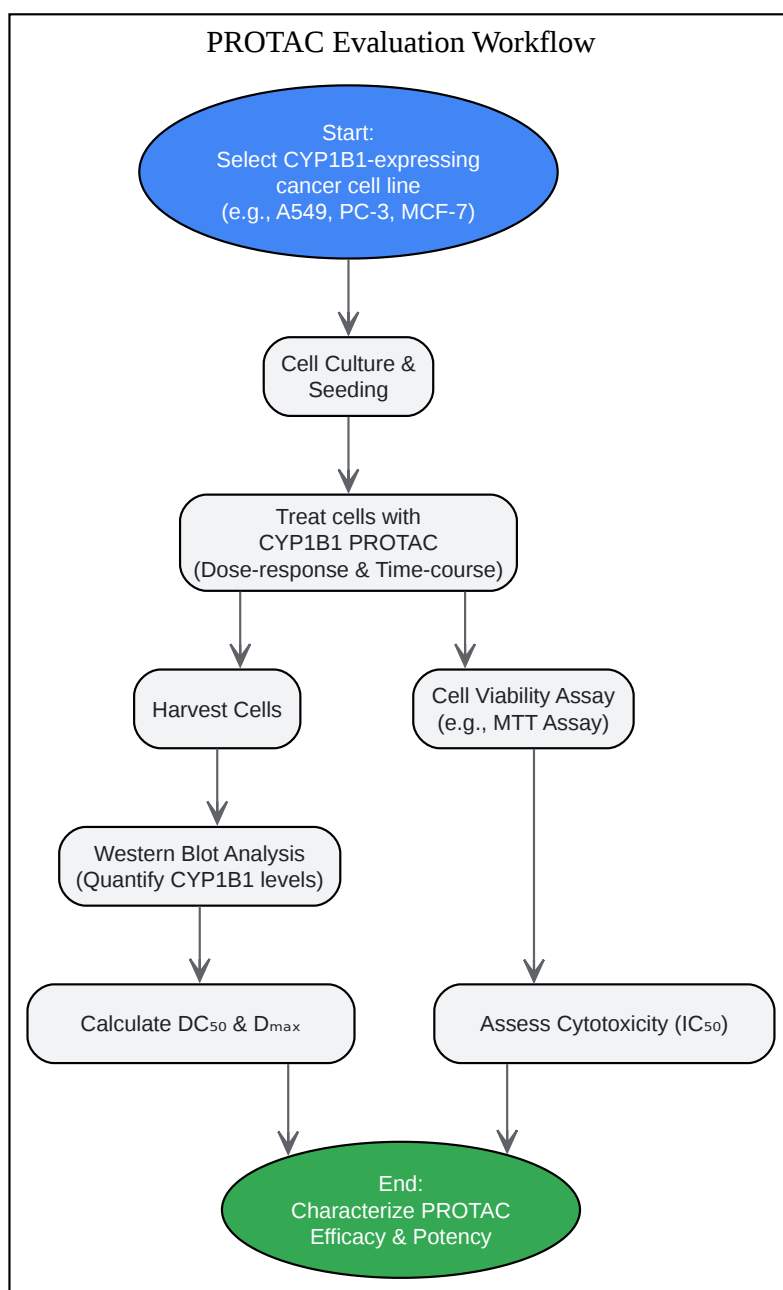 PROTAC Evaluation Workflow
Start:
Select CYP1B1-expressing
cancer cell line
(e.g., A549, PC-3, MCF-7)
Cell Culture &
Seeding
Treat cells with
CYP1B1 PROTAC
(Dose-response & Time-course)
Harvest Cells
Cell Viability Assay
(e.g., MTT Assay)
Western Blot Analysis
(Quantify CYP1B1 levels)
Calculate DC₅₀ & Dₘₐₓ
Assess Cytotoxicity (IC₅₀)
End:
Characterize PROTAC
Efficacy & Potency